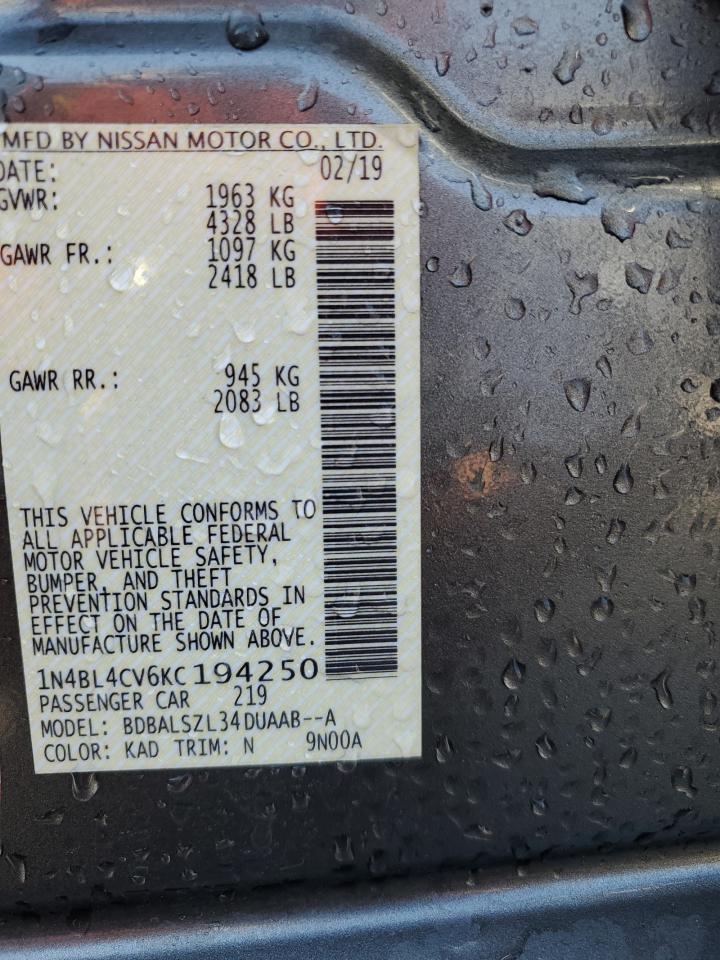 MFD BY NISSAN MOTOR CO., LTD.
DATE: 02/19
GVWR: 1963 KG
4328 LB
GAWR FR.: 1097 KG
2418 LB
GAWR RR.: 945 KG
2083 LB
THIS VEHICLE CONFORMS TO
ALL APPLICABLE FEDERAL
MOTOR VEHICLE SAFETY,
BUMPER, AND THEFT
PREVENTION STANDARDS IN
EFFECT ON THE DATE OF
MANUFACTURE SHOWN ABOVE.
1N4BL4CV6KC194250
PASSENGER CAR 219
MODEL: BDBALSZL34DUAAB--A
COLOR: KAD TRIM: N 9N00A